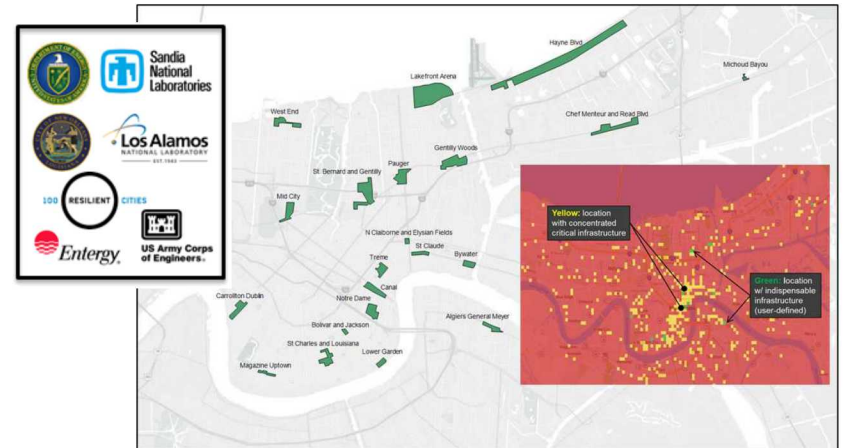 Sandia
National
Laboratories
Los Alamos
NATIONAL LABORATORY
EST. 1943
100 RESILIENT CITIES
Entergy
US Army Corps
of Engineers®
Hayne Blvd
Michoud Bayou
Lakefront Arena
West End
Chef Menteur and Read Blvd
Gentilly Woods
Pauger
St. Bernard and Gentilly
Mid City
N Claiborne and Elysian Fields
St Claude
Bywater
Treme
Canal
Carrollton Dublin
Notre Dame
Algiers General Meyer
Bolivar and Jackson
St Charles and Louisiana
Lower Garden
Magazine Uptown
Yellow: location
with concentrated
critical infrastructure
Green: location
w/ indispensable
infrastructure
(user-defined)